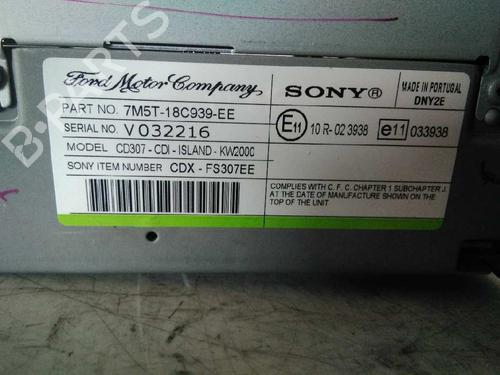 Ford Motor Company
PART NO. 7M5T-18C939-EE
SERIAL NO. V032216
MODEL CD307 - CDI - ISLAND - KW2000
SONY ITEM NUMBER CDX - FS307EE
SONY®
MADE IN PORTUGAL
DNY2E
E11 10 R- 02 3938 e11 033938
COMPLIES WITH C. F. C. CHAPTER 1 SUBCHAPTER J.
AT THE DATE OF MANUFACTURE SHOWN ON THE
TOP OF THE UNIT
B-PARTS